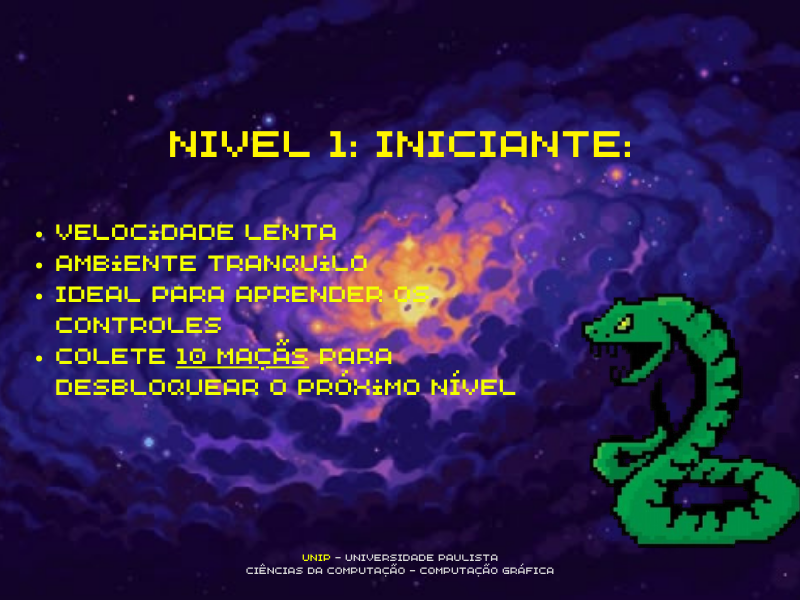 NIVEL 1: INICIANTE:
• VELOCiDADE LENTA
• AMBiENTE TRANQUiLO
• IDEAL PARA APRENDER OS
CONTROLES
• COLETE 10 MAÇÃS PARA
DESBLOQUEAR O PRÓXiMO NÍVEL
UNIP - UNIVERSIDADE PAULISTA
CIÊNCIAS DA COMPUTAÇÃO - COMPUTAÇÃO GRÁFICA